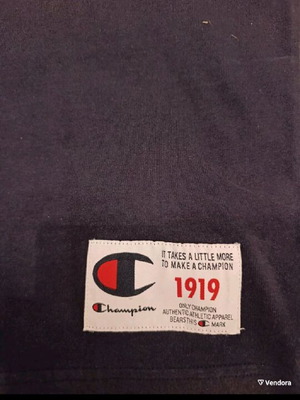 IT TAKES A LITTLE MORE
TO MAKE A CHAMPION
1919
Champion
ONLY CHAMPION
AUTHENTIC ATHLETIC APPAREL
BEARS THIS C MARK
Vendora